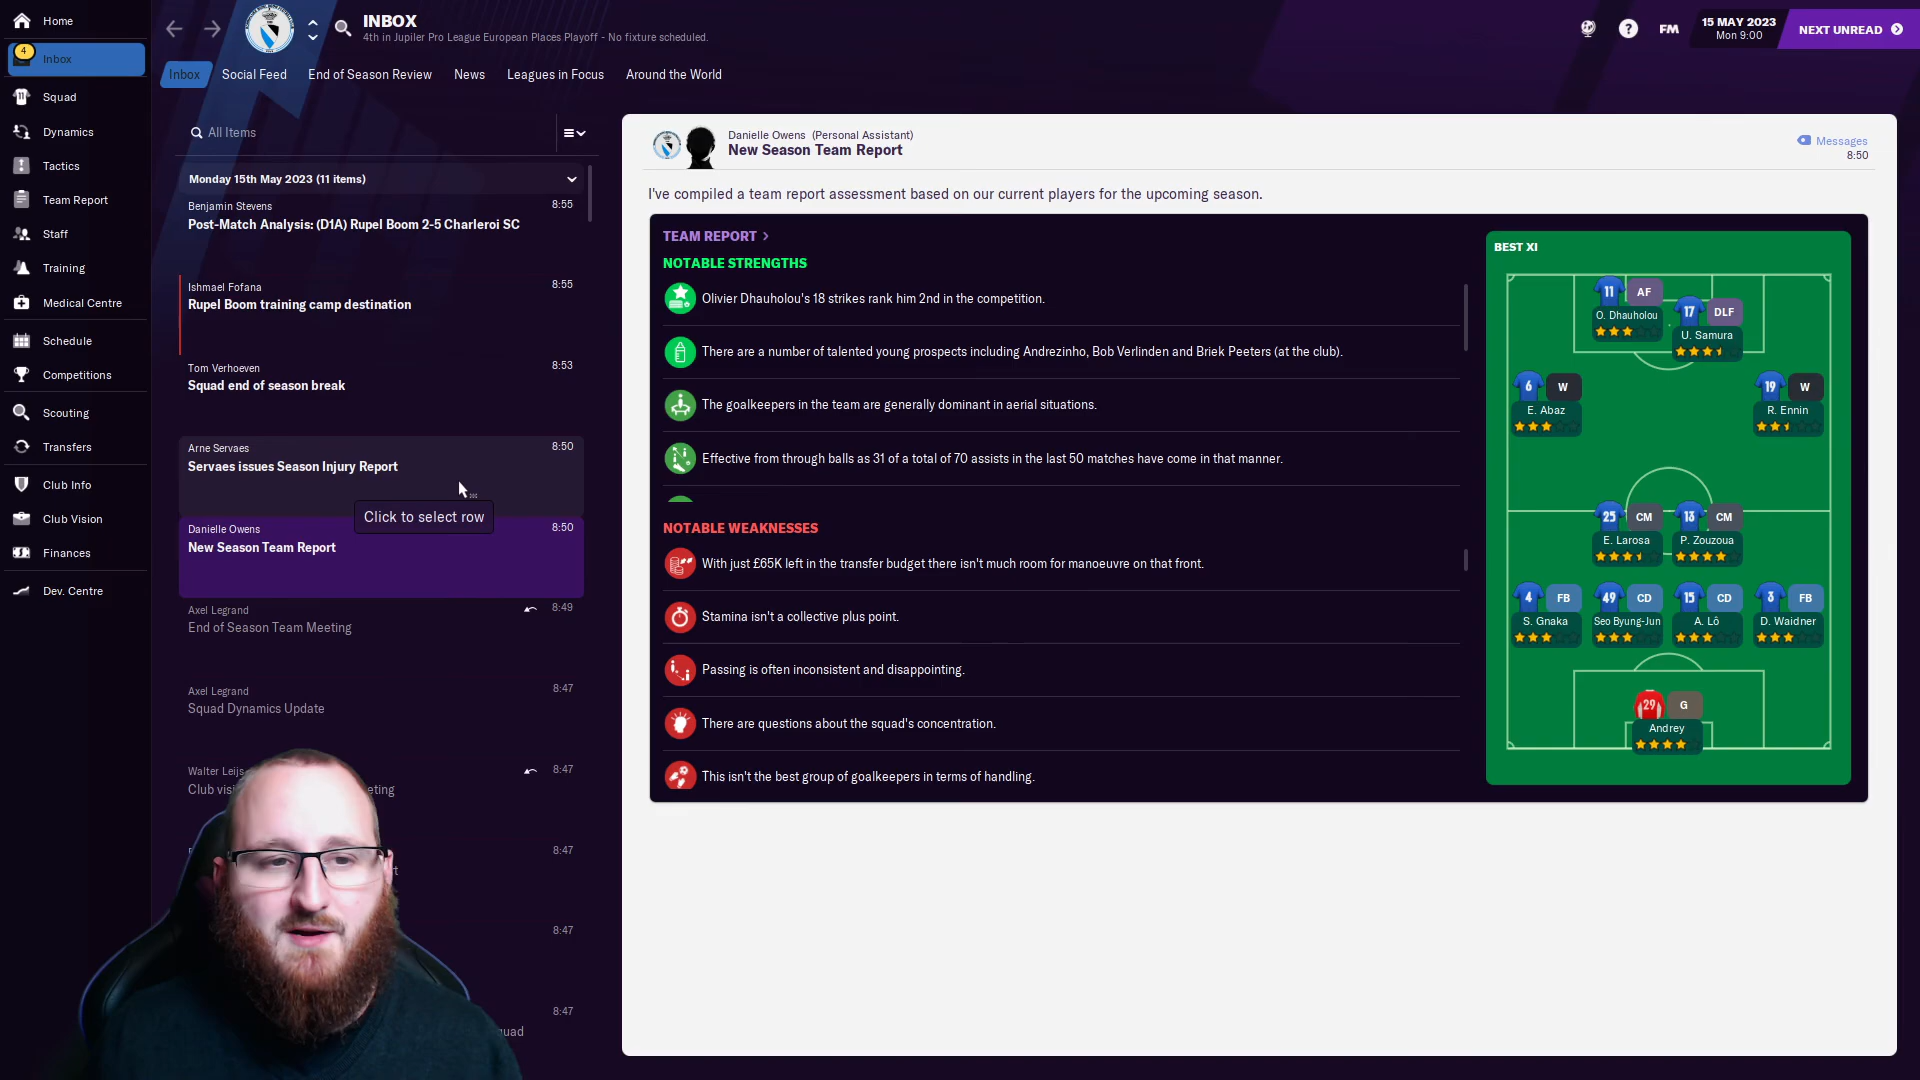 Home
4
Inbox
Squad
Dynamics
Tactics
Team Report
Staff
Training
Medical Centre
Schedule
Competitions
Scouting
Transfers
Club Info
Club Vision
Finances
Dev. Centre
INBOX
4th in Jupiler Pro League European Places Playoff - No fixture scheduled.
FM
15 MAY 2023
Mon 9:00
NEXT UNREAD
Inbox Social Feed End of Season Review News Leagues in Focus Around the World
All Items
Monday 15th May 2023 (11 items)
Benjamin Stevens 8:55
Post-Match Analysis: (D1A) Rupel Boom 2-5 Charleroi SC
Ishmael Fofana 8:55
Rupel Boom training camp destination
Tom Verhoeven 8:53
Squad end of season break
Arne Servaes 8:50
Servaes issues Season Injury Report
Click to select row
Danielle Owens 8:50
New Season Team Report
Axel Legrand 8:49
End of Season Team Meeting
Axel Legrand 8:47
Squad Dynamics Update
Walter Leijs 8:47
Club eting
8:47
8:47
8:47
quad
Danielle Owens (Personal Assistant)
New Season Team Report
Messages
8:50
I've compiled a team report assessment based on our current players for the upcoming season.
TEAM REPORT >
NOTABLE STRENGTHS
Olivier Dhauholou's 18 strikes rank him 2nd in the competition.
There are a number of talented young prospects including Andrezinho, Bob Verlinden and Briek Peeters (at the club).
The goalkeepers in the team are generally dominant in aerial situations.
Effective from through balls as 31 of a total of 70 assists in the last 50 matches have come in that manner.
NOTABLE WEAKNESSES
With just £65K left in the transfer budget there isn't much room for manoeuvre on that front.
Stamina isn't a collective plus point.
Passing is often inconsistent and disappointing.
There are questions about the squad's concentration.
This isn't the best group of goalkeepers in terms of handling.
BEST XI
11 AF
O. Dhauholou
17 DLF
U. Samura
6 W
E. Abaz
19 W
R. Ennin
25 CM
E. Larosa
13 CM
P. Zouzoua
4 FB
S. Gnaka
49 CD
Seo Byung-Jun
15 CD
A. Lô
3 FB
D. Waidner
29 G
Andrey